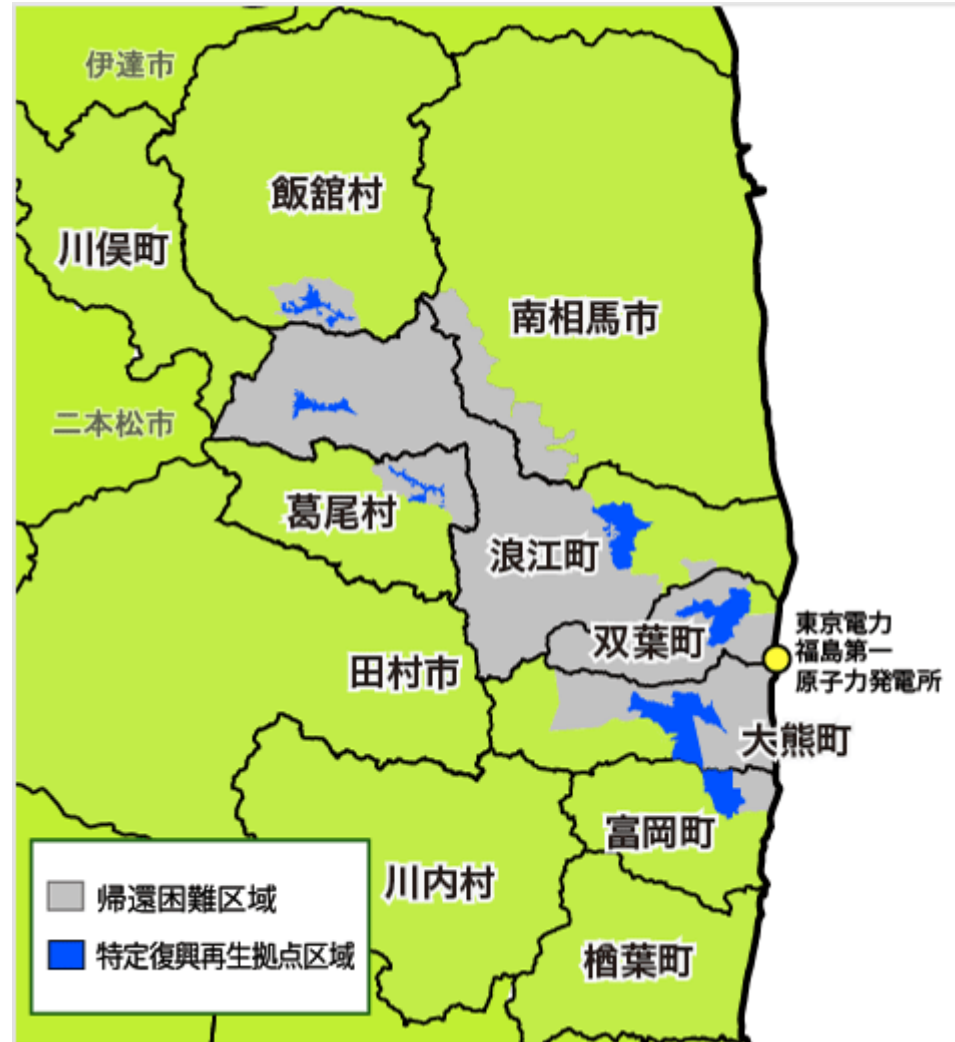 伊達市
飯舘村
川俣町
南相馬市
二本松市
葛尾村
浪江町
双葉町
東京電力
福島第一
原子力発電所
田村市
大熊町
富岡町
川内村
楢葉町
帰還困難区域
特定復興再生拠点区域